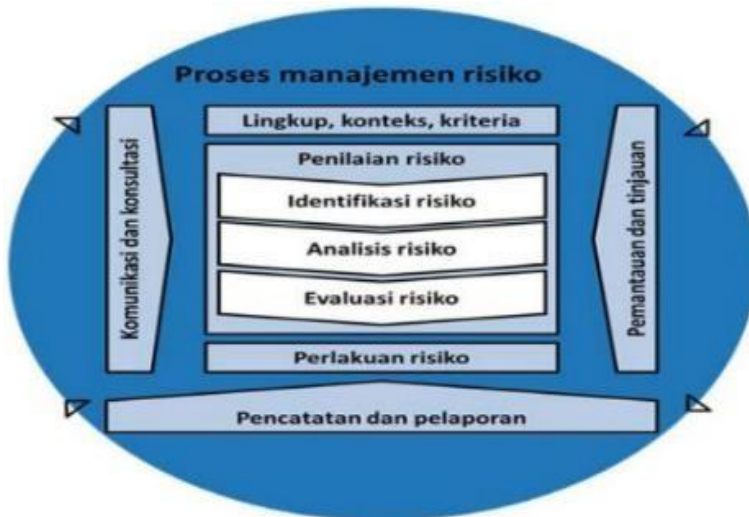 Proses manajemen risiko
Lingkup, konteks, kriteria
Komunikasi dan konsultasi
Penilaian risiko
Identifikasi risiko
Analisis risiko
Evaluasi risiko
Pemantauan dan tinjauan
Perlakuan risiko
Pencatatan dan pelaporan